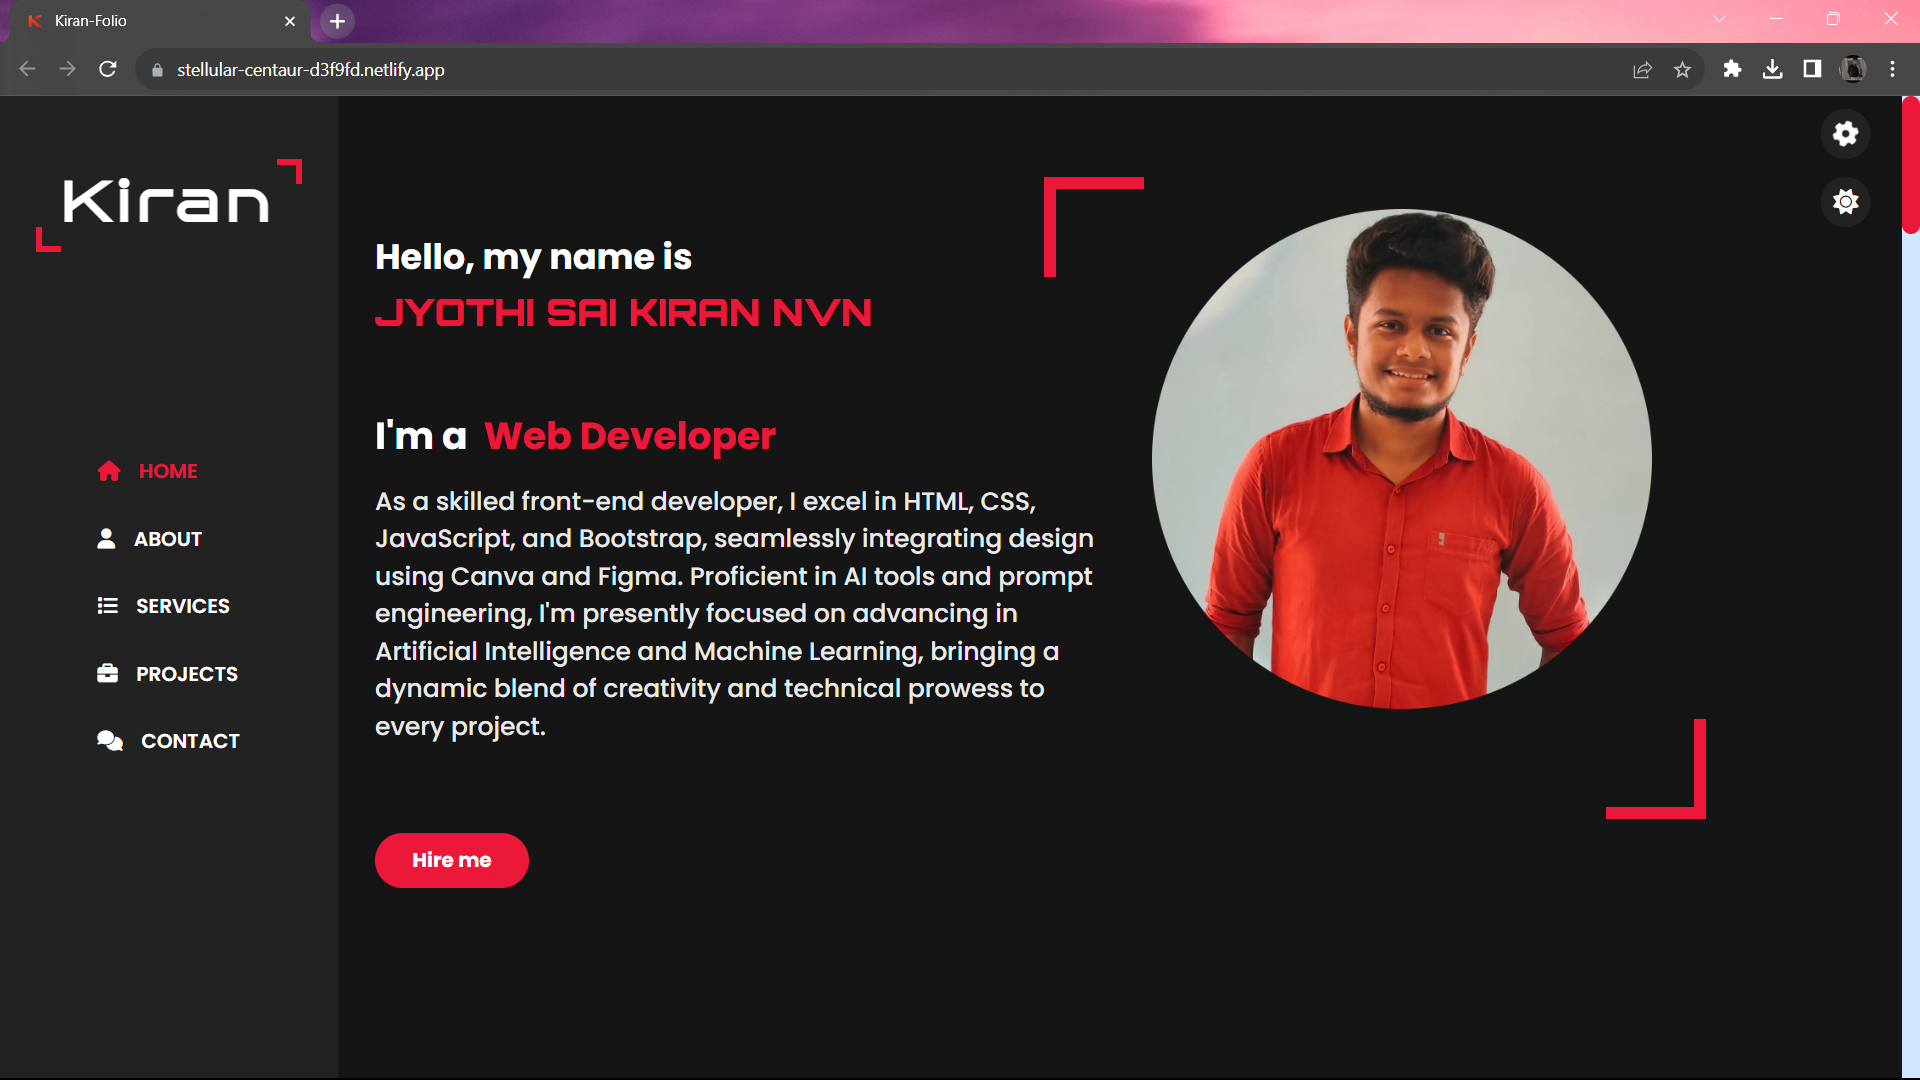 Kiran-Folio
stellular-centaur-d3f9fd.netlify.app
Kiran
HOME
ABOUT
SERVICES
PROJECTS
CONTACT
Hello, my name is
JYOTHI SAI KIRAN NVN
I'm a Web Developer
As a skilled front-end developer, I excel in HTML, CSS,
JavaScript, and Bootstrap, seamlessly integrating design
using Canva and Figma. Proficient in AI tools and prompt
engineering, I'm presently focused on advancing in
Artificial Intelligence and Machine Learning, bringing a
dynamic blend of creativity and technical prowess to
every project.
Hire me